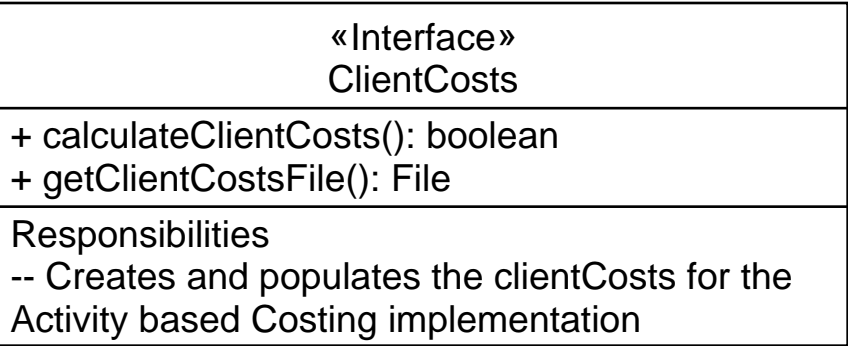 «Interface»
ClientCosts
+ calculateClientCosts(): boolean
+ getClientCostsFile(): File
Responsibilities
-- Creates and populates the clientCosts for the
Activity based Costing implementation